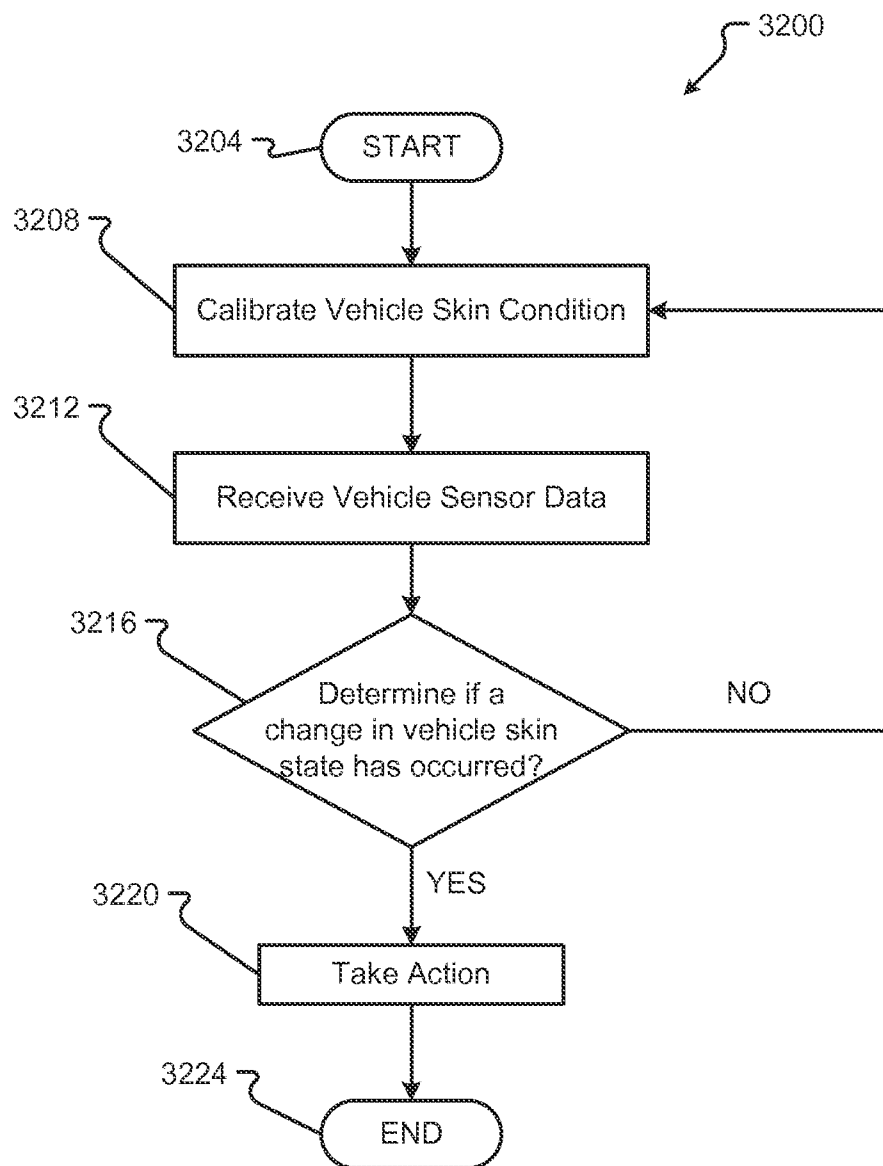 3200
3204
START
3208
Calibrate Vehicle Skin Condition
3212
Receive Vehicle Sensor Data
3216
Determine if a
change in vehicle skin
state has occurred?
NO
YES
3220
Take Action
3224
END